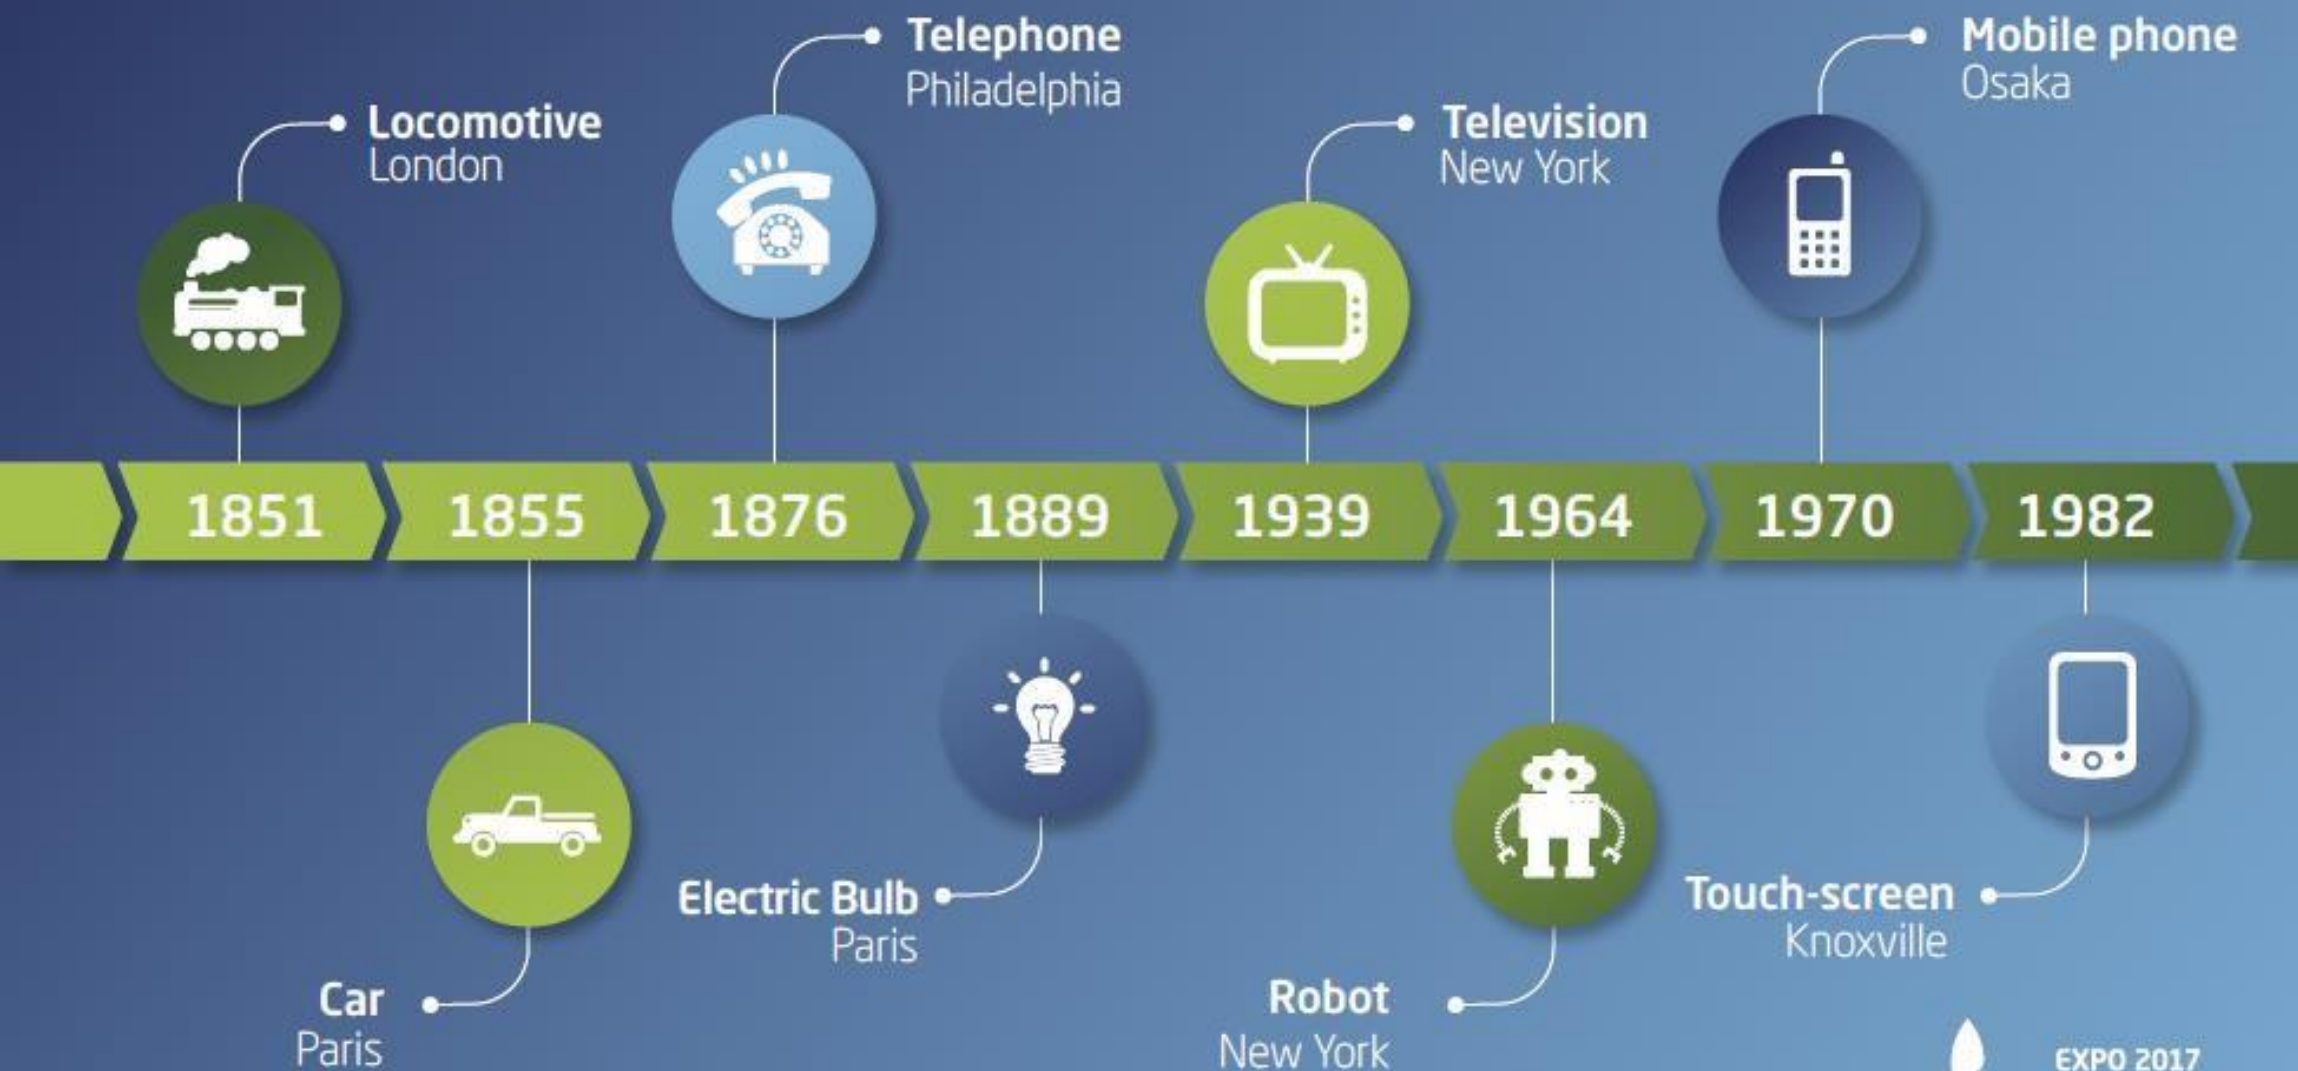 Telephone
Philadelphia
Mobile phone
Osaka
Locomotive
London
Television
New York
1851
1855
1876
1889
1939
1964
1970
1982
Electric Bulb
Paris
Touch-screen
Knoxville
Car
Paris
Robot
New York
EXPO 2017